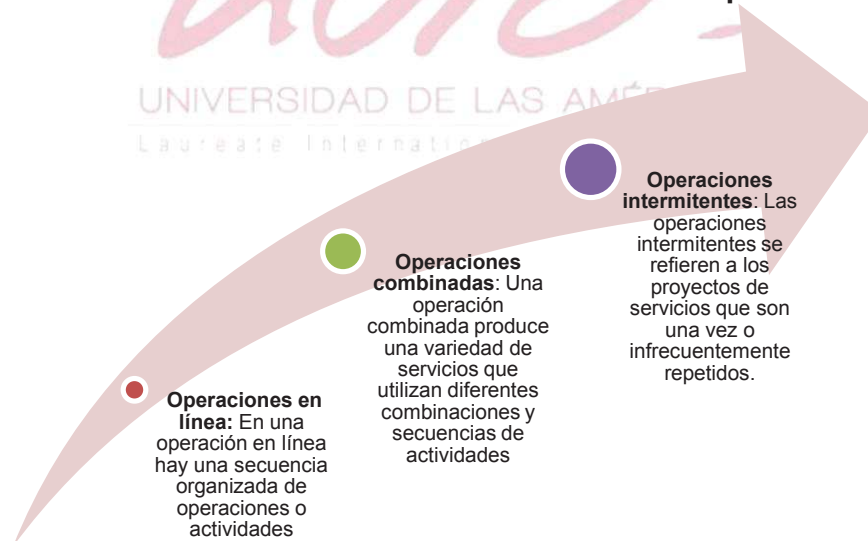 UNIVERSIDAD DE LAS AMÉR
Laureate Internatio
Operaciones
intermitentes: Las
operaciones
intermitentes se
refieren a los
proyectos de
servicios que son
una vez o
infrecuentemente
repetidos.
Operaciones
combinadas: Una
operación
combinada produce
una variedad de
servicios que
utilizan diferentes
combinaciones y
secuencias de
actividades
Operaciones en
línea: En una
operación en línea
hay una secuencia
organizada de
operaciones o
actividades